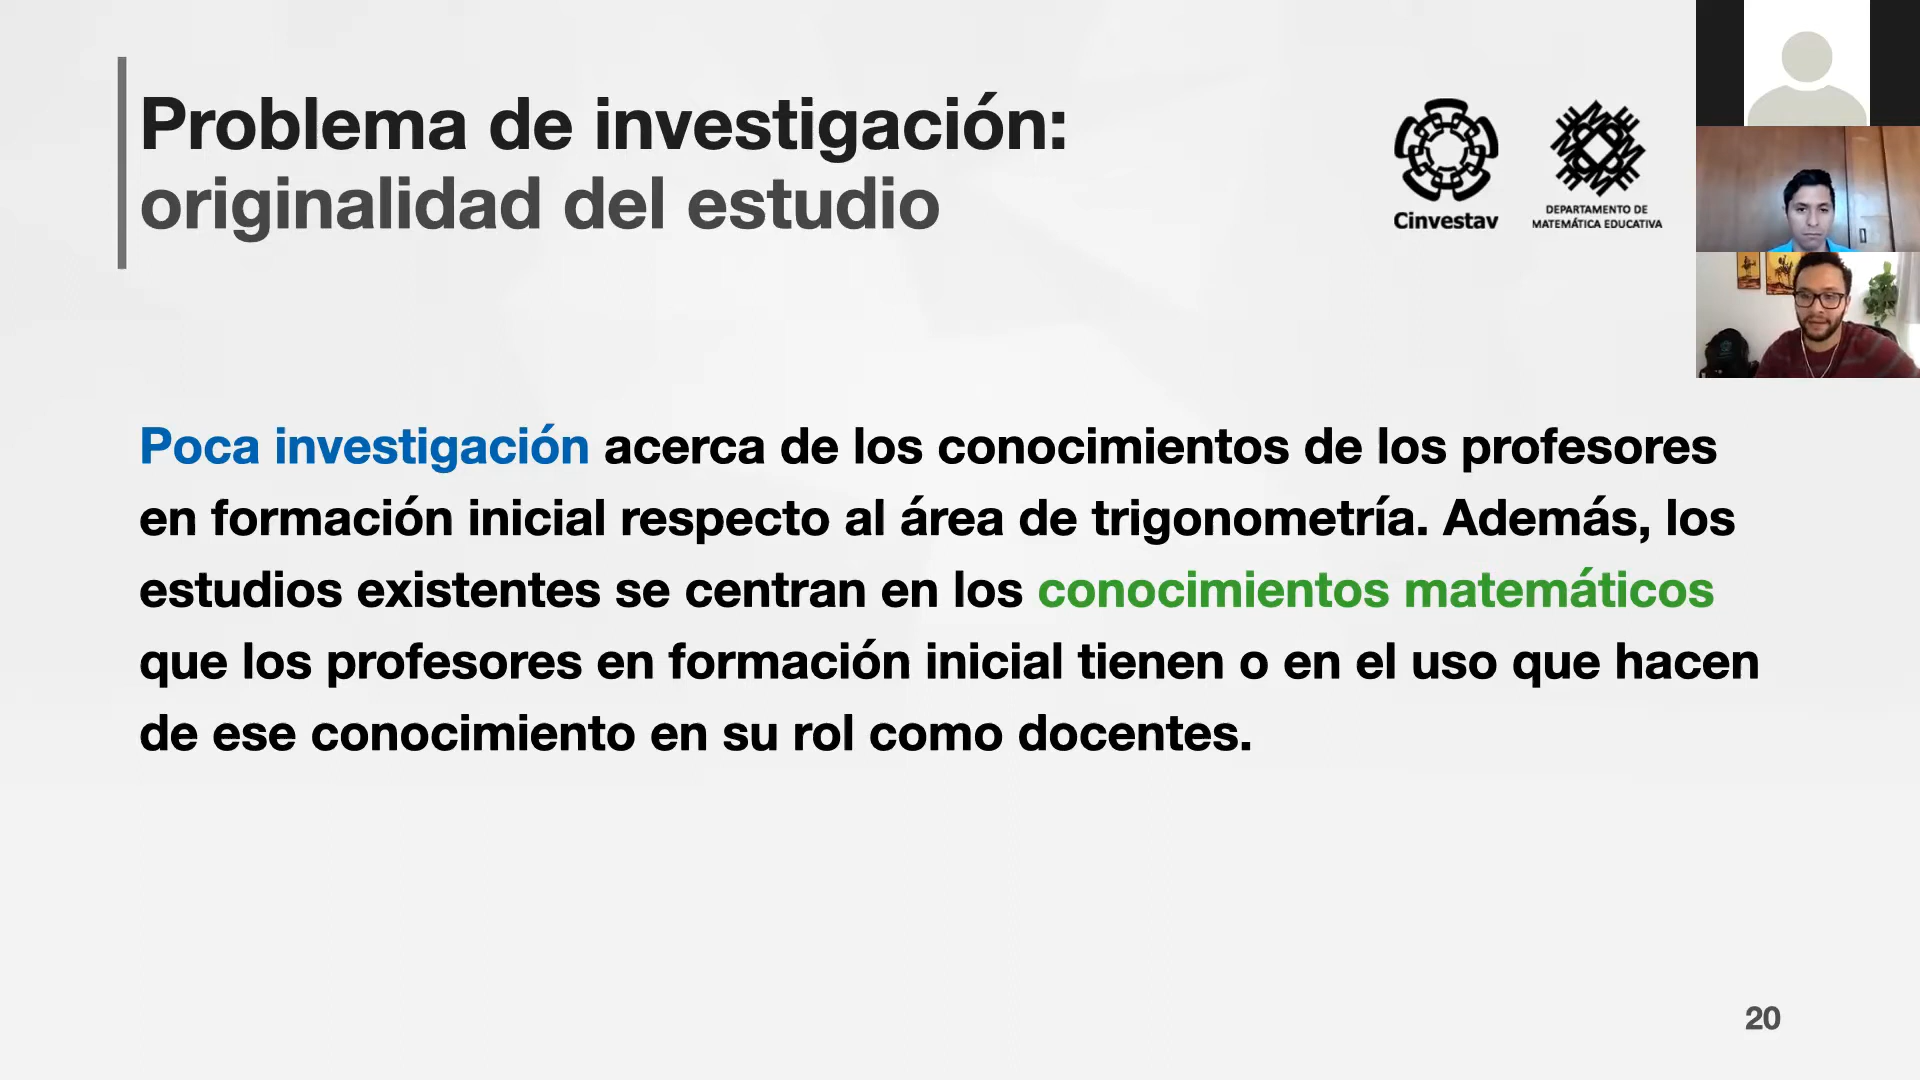 Problema de investigación:
originalidad del estudio
Cinvestav
DEPARTAMENTO DE
MATEMÁTICA EDUCATIVA
Poca investigación acerca de los conocimientos de los profesores
en formación inicial respecto al área de trigonometría. Además, los
estudios existentes se centran en los conocimientos matemáticos
que los profesores en formación inicial tienen o en el uso que hacen
de ese conocimiento en su rol como docentes.
20